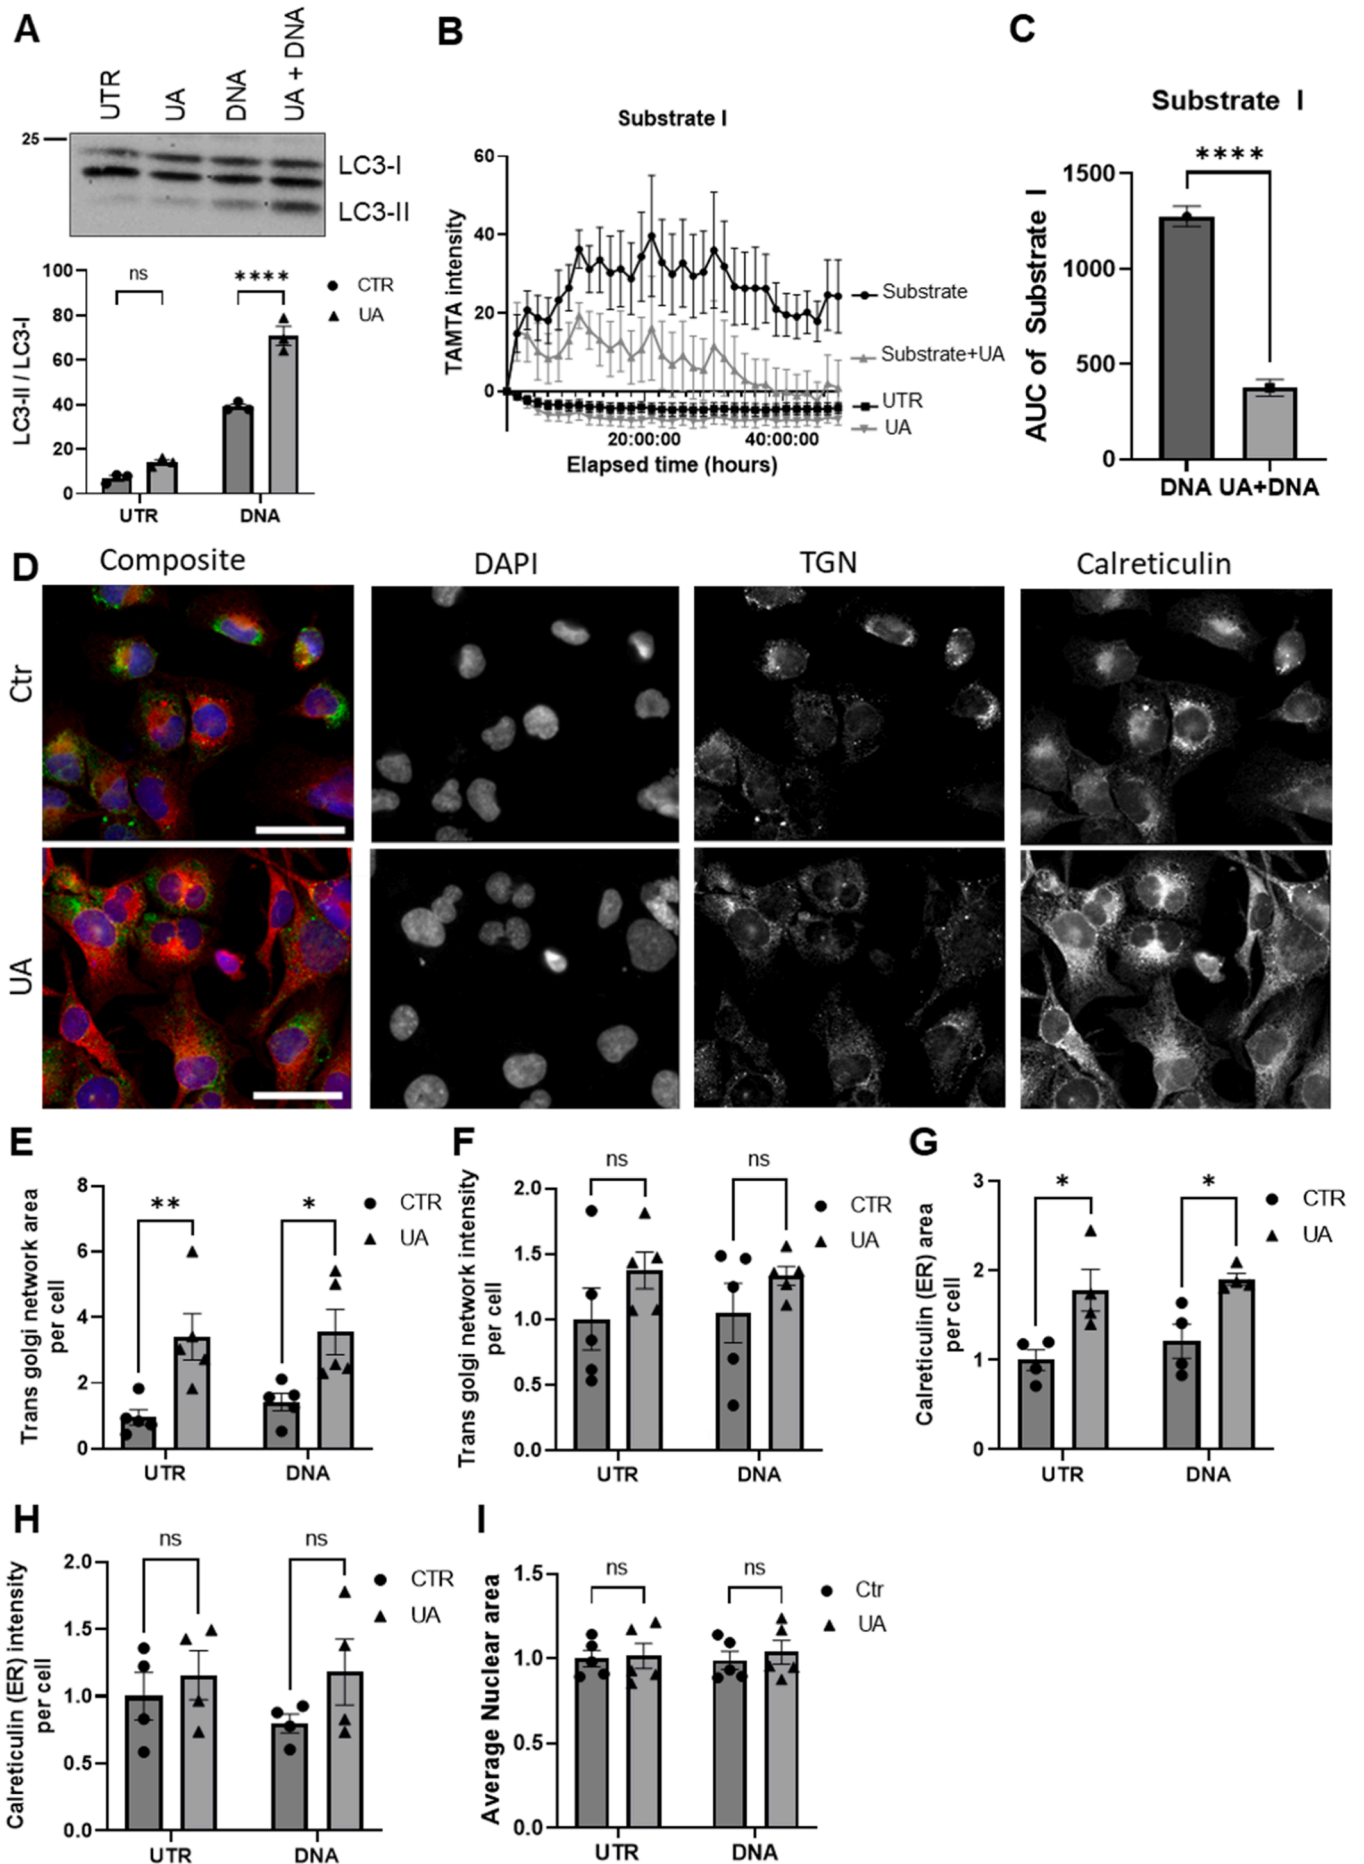 A
UTR
UA
DNA
UA + DNA
25
LC3-I
LC3-II
LC3-II / LC3-I
100
80
60
40
20
0
ns
****
CTR
UA
UTR
DNA
B
Substrate I
TAMTA intensity
60
40
20
0
Substrate
Substrate+UA
UTR
UA
20:00:00
40:00:00
Elapsed time (hours)
C
Substrate I
AUC of Substrate I
1500
1000
500
0
****
DNA
UA+DNA
D
Composite
DAPI
TGN
Calreticulin
Ctr
UA
E
Trans golgi network area
per cell
8
6
4
2
0
**
*
CTR
UA
UTR
DNA
F
Trans golgi network intensity
per cell
2.0
1.5
1.0
0.5
0.0
ns
ns
CTR
UA
UTR
DNA
G
Calreticulin (ER) area
per cell
3
2
1
0
*
*
CTR
UA
UTR
DNA
H
Calreticulin (ER) intensity
per cell
2.0
1.5
1.0
0.5
0.0
ns
ns
CTR
UA
UTR
DNA
I
Average Nuclear area
1.5
1.0
0.5
0.0
ns
ns
Ctr
UA
UTR
DNA